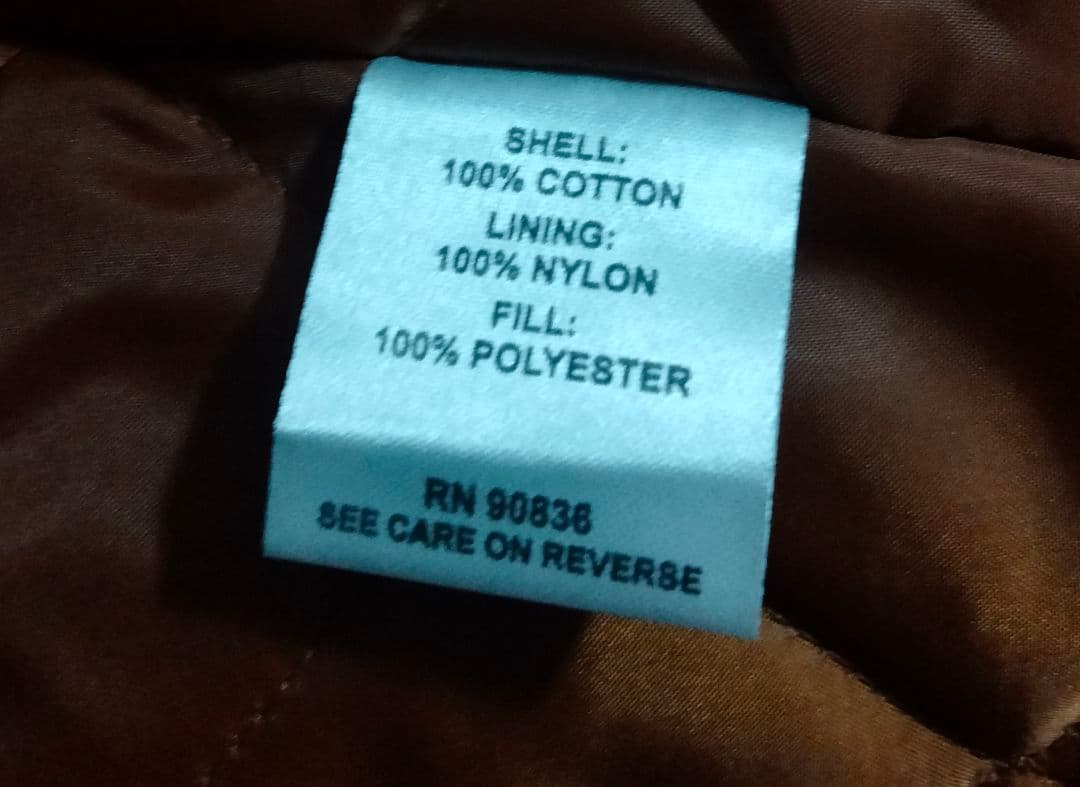 SHELL:
100% COTTON
LINING:
100% NYLON
FILL:
100% POLYESTER
RN 90836
SEE CARE ON REVERSE